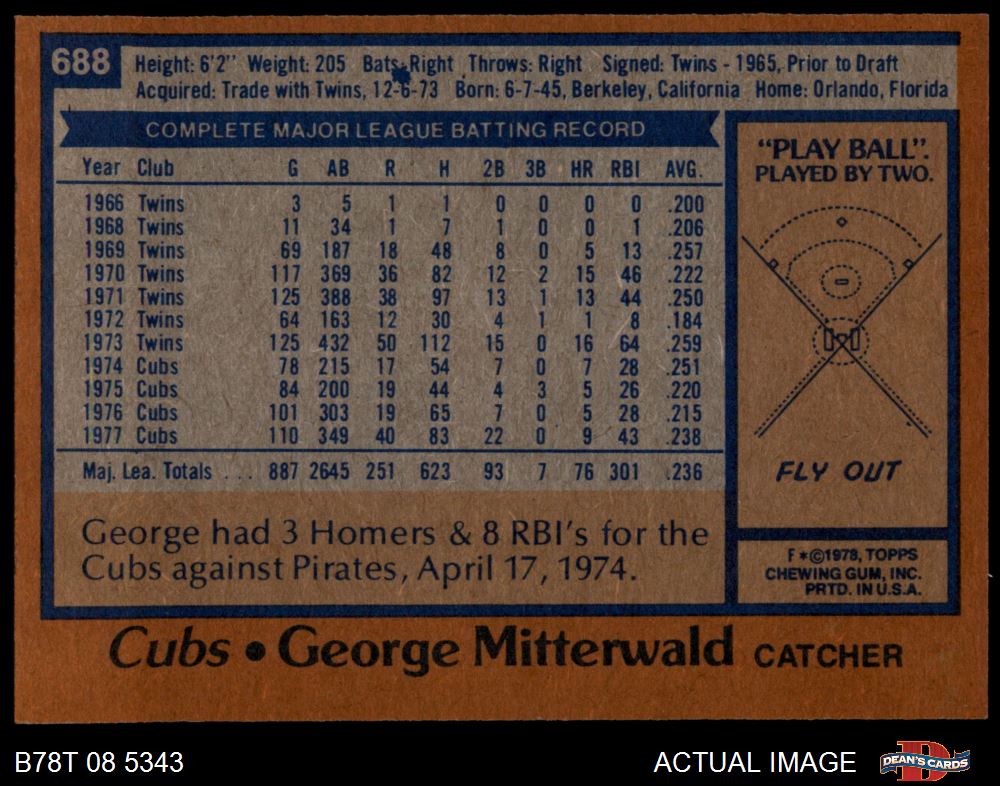 688
Height: 6'2" Weight: 205 Bats: Right Throws: Right Signed: Twins - 1965, Prior to Draft
Acquired: Trade with Twins, 12-6-73 Born: 6-7-45, Berkeley, California Home: Orlando, Florida
COMPLETE MAJOR LEAGUE BATTING RECORD
Year Club G AB R H 2B 3B HR RBI AVG.
1966 Twins 3 5 1 1 0 0 0 0 .200
1968 Twins 11 34 1 7 1 0 0 1 .206
1969 Twins 69 187 18 48 8 0 5 13 .257
1970 Twins 117 369 36 82 12 2 15 46 .222
1971 Twins 125 388 38 97 13 1 13 44 .250
1972 Twins 64 163 12 30 4 1 1 8 .184
1973 Twins 125 432 50 112 15 0 16 64 .259
1974 Cubs 78 215 17 54 7 0 7 28 .251
1975 Cubs 84 200 19 44 4 3 5 26 .220
1976 Cubs 101 303 19 65 7 0 5 28 .215
1977 Cubs 110 349 40 83 22 0 9 43 .238
Maj. Lea. Totals . . . 887 2645 251 623 93 7 76 301 .236
George had 3 Homers & 8 RBI's for the
Cubs against Pirates, April 17, 1974.
"PLAY BALL".
PLAYED BY TWO.
FLY OUT
F *©1978, TOPPS
CHEWING GUM, INC.
PRTD. IN U.S.A.
Cubs • George Mitterwald CATCHER
B78T 08 5343
ACTUAL IMAGE
DEAN'S CARDS